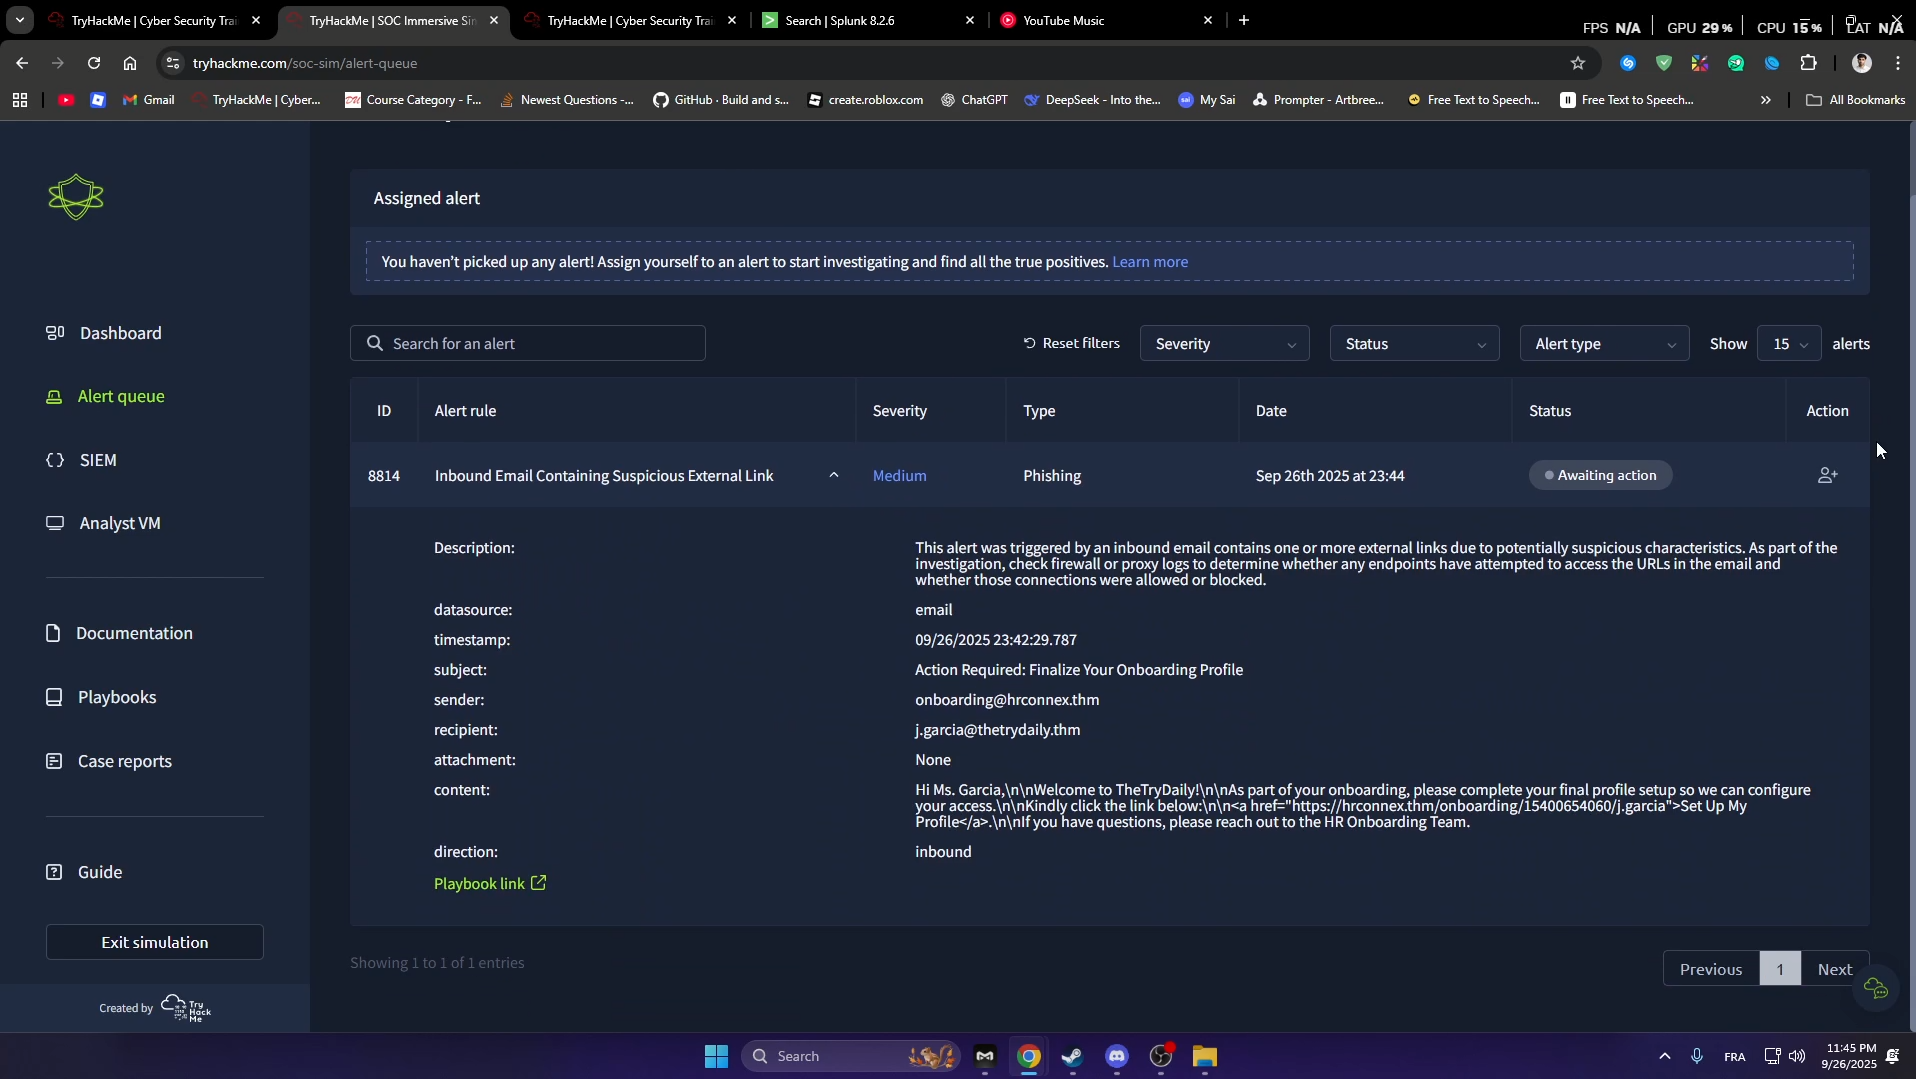 TryHackMe | Cyber Security Trai
TryHackMe | SOC Immersive Sin
TryHackMe | Cyber Security Trai
Search | Splunk 8.2.6
YouTube Music
FPS N/A
GPU 29 %
CPU 15 %
LAT N/A
tryhackme.com/soc-sim/alert-queue
Gmail
TryHackMe | Cyber...
Course Category - F...
Newest Questions -...
GitHub · Build and s...
create.roblox.com
ChatGPT
DeepSeek - Into the...
My Sai
Prompter - Artbree...
Free Text to Speech...
Free Text to Speech...
All Bookmarks
Assigned alert
You haven't picked up any alert! Assign yourself to an alert to start investigating and find all the true positives. Learn more
Dashboard
Alert queue
SIEM
Analyst VM
Documentation
Playbooks
Case reports
Guide
Exit simulation
Created by Try Hack Me
Search for an alert
Reset filters
Severity
Status
Alert type
Show 15 alerts
ID Alert rule Severity Type Date Status Action
8814 Inbound Email Containing Suspicious External Link Medium Phishing Sep 26th 2025 at 23:44 Awaiting action
Description:
This alert was triggered by an inbound email contains one or more external links due to potentially suspicious characteristics. As part of the
investigation, check firewall or proxy logs to determine whether any endpoints have attempted to access the URLs in the email and
whether those connections were allowed or blocked.
datasource: email
timestamp: 09/26/2025 23:42:29.787
subject: Action Required: Finalize Your Onboarding Profile
sender: onboarding@hrconnex.thm
recipient: j.garcia@thetrydaily.thm
attachment: None
content:
Hi Ms. Garcia,\n\nWelcome to TheTryDaily!\n\nAs part of your onboarding, please complete your final profile setup so we can configure
your access.\n\nKindly click the link below:\n\n<a href="https://hrconnex.thm/onboarding/15400654060/j.garcia">Set Up My
Profile</a>.\n\nIf you have questions, please reach out to the HR Onboarding Team.
direction: inbound
Playbook link
Showing 1 to 1 of 1 entries
Previous 1 Next
Search
FRA
11:45 PM
9/26/2025